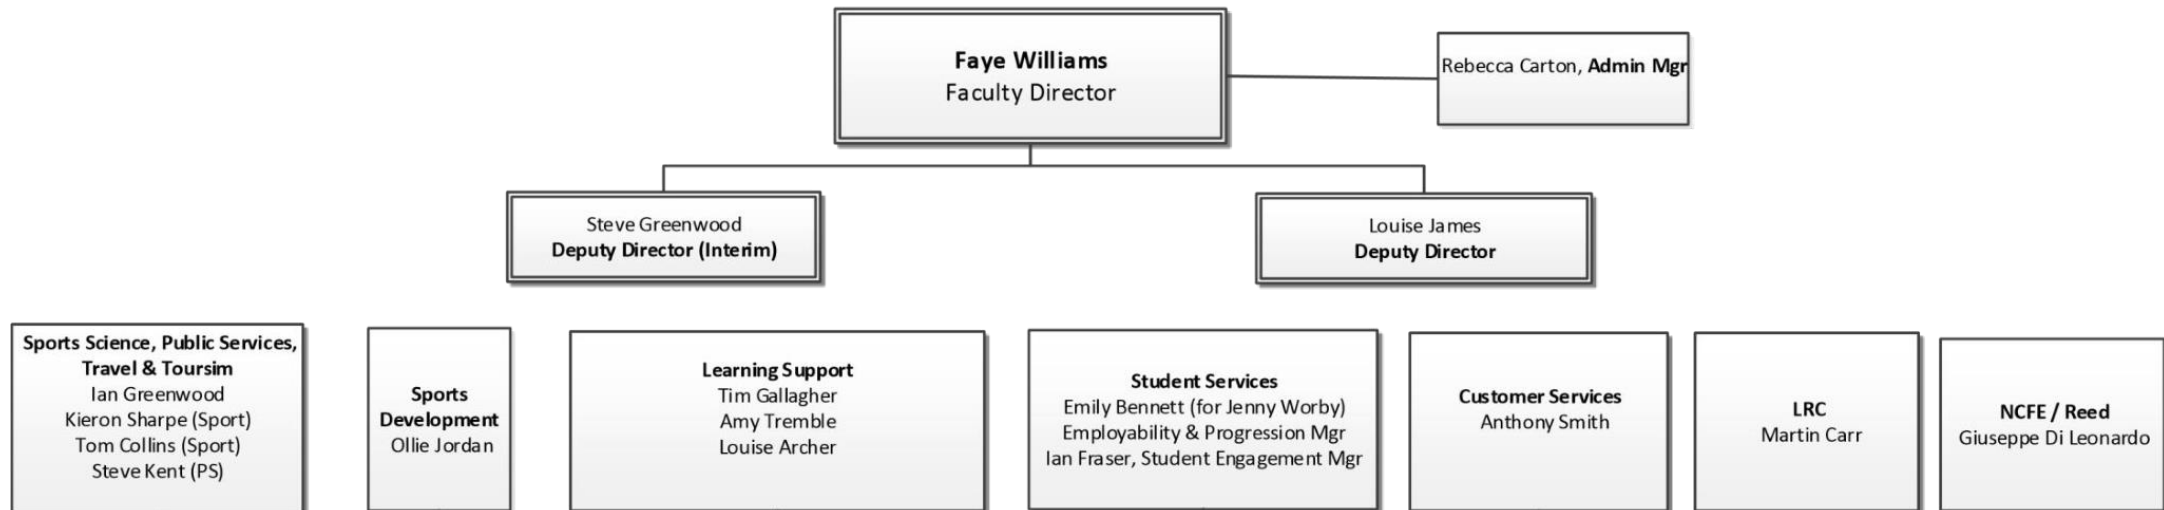 Faye Williams
Faculty Director
Rebecca Carton, Admin Mgr
Steve Greenwood
Deputy Director (Interim)
Louise James
Deputy Director
Sports Science, Public Services,
Travel & Toursim
Ian Greenwood
Kieron Sharpe (Sport)
Tom Collins (Sport)
Steve Kent (PS)
Sports
Development
Ollie Jordan
Learning Support
Tim Gallagher
Amy Tremble
Louise Archer
Student Services
Emily Bennett (for Jenny Worby)
Employability & Progression Mgr
Ian Fraser, Student Engagement Mgr
Customer Services
Anthony Smith
LRC
Martin Carr
NCFE / Reed
Giuseppe Di Leonardo